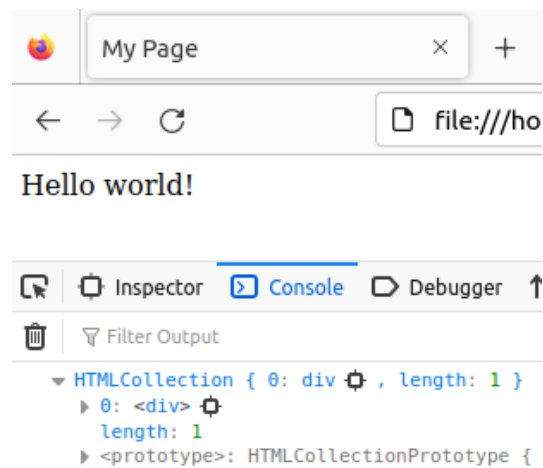 My Page
file:///ho
Hello world!
Inspector Console Debugger
Filter Output
HTMLCollection { 0: div , length: 1 }
0: <div>
length: 1
<prototype>: HTMLCollectionPrototype {